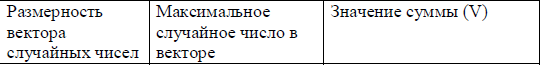 Размерность
вектора
случайных чисел
Максимальное
случайное число в
векторе
Значение суммы (V)